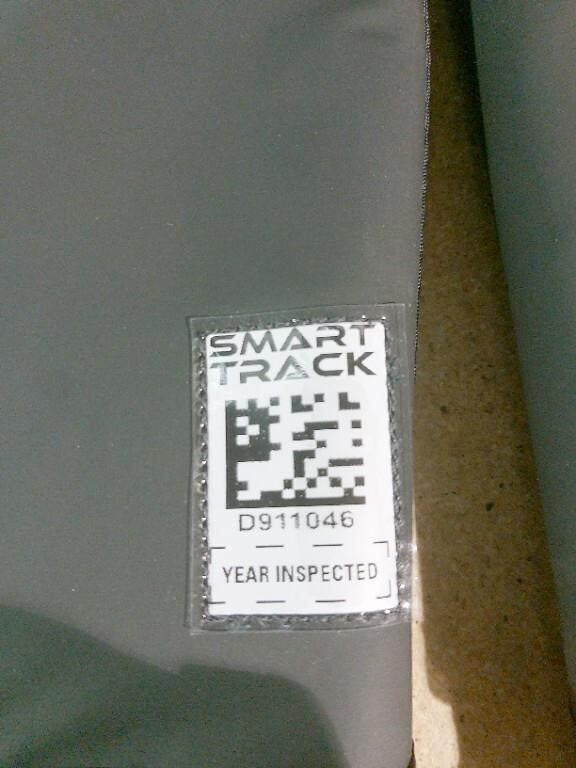 SMART
TRACK
D911046
YEAR INSPECTED